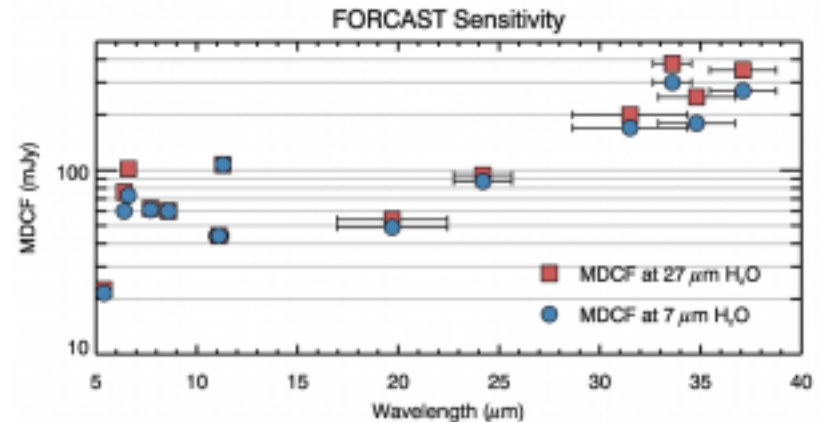 FORCAST Sensitivity
MDCF (mJy)
100
10
MDCF at 27 μm H₂O
MDCF at 7 μm H₂O
5 10 15 20 25 30 35 40
Wavelength (μm)